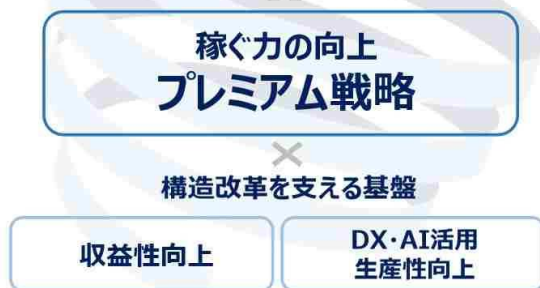 稼ぐ力の向上
プレミアム戦略
×
構造改革を支える基盤
収益性向上
DX・AI活用
生産性向上